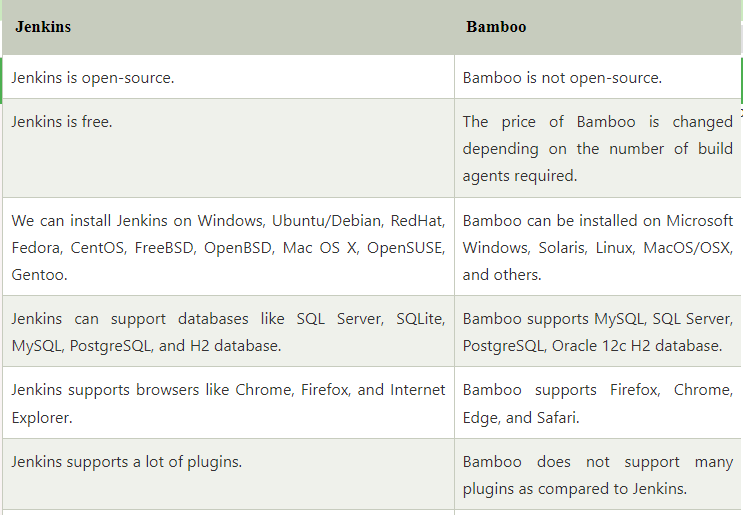 Jenkins
Bamboo
Jenkins is open-source.
Bamboo is not open-source.
Jenkins is free.
The price of Bamboo is changed
depending on the number of build
agents required.
We can install Jenkins on Windows, Ubuntu/Debian, RedHat,
Fedora, CentOS, FreeBSD, OpenBSD, Mac OS X, OpenSUSE,
Gentoo.
Bamboo can be installed on Microsoft
Windows, Solaris, Linux, MacOS/OSX,
and others.
Jenkins can support databases like SQL Server, SQLite,
MySQL, PostgreSQL, and H2 database.
Bamboo supports MySQL, SQL Server,
PostgreSQL, Oracle 12c H2 database.
Jenkins supports browsers like Chrome, Firefox, and Internet
Explorer.
Bamboo supports Firefox, Chrome,
Edge, and Safari.
Jenkins supports a lot of plugins.
Bamboo does not support many
plugins as compared to Jenkins.